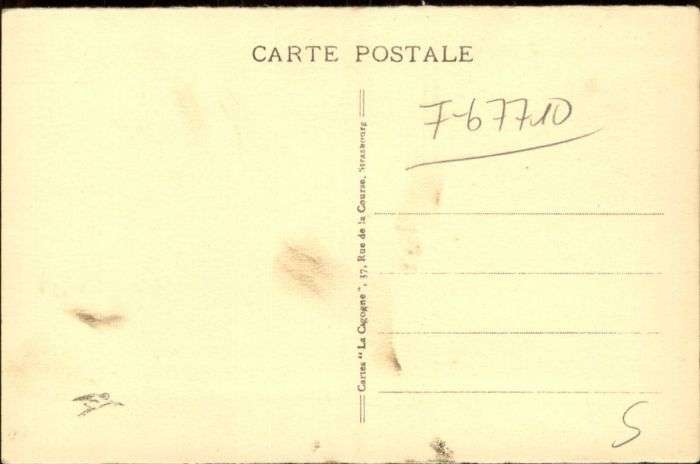 CARTE POSTALE
F-67710
Cartes " La Cigogne ", 37, Rue de la Course, Strasbourg
S